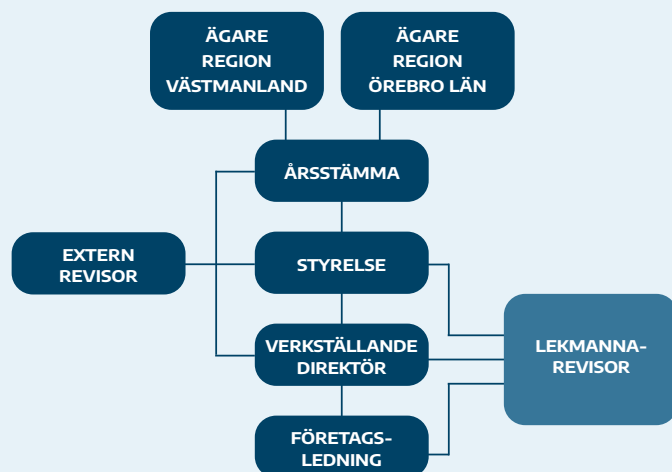 ÄGARE
REGION
VÄSTMANLAND
ÄGARE
REGION
ÖREBRO LÄN
ÅRSSTÄMMA
EXTERN
REVISOR
STYRELSE
VERKSTÄLLANDE
DIREKTÖR
LEKMANNA-
REVISOR
FÖRETAGS-
LEDNING